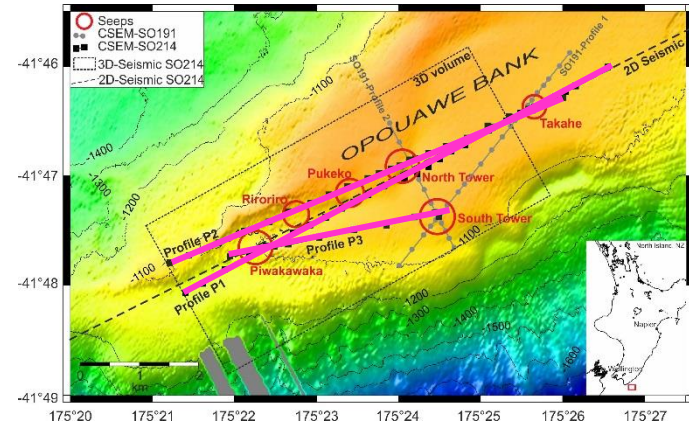 Seeps
CSEM-SO191
CSEM-SO214
3D-Seismic SO214
2D-Seismic SO214
-41°46
-41°47
-41°48
-41°49
175°20
175°21
175°22
175°23
175°24
175°25
175°26
175°27
SO191-Profile 1
SO191-Profile 2
2D Seismic
3D volume
OPOUAWE BANK
-1100
-1400
-1300
-1200
Takahe
Pukeko
North Tower
Riroriro
South Tower
Profile P2
Profile P3
-1100
-1100
Piwakawaka
Profile P1
-1200
-1300
-1400
-1500
-1600
0
2
km
North Island, NZ
Napier
Wellington